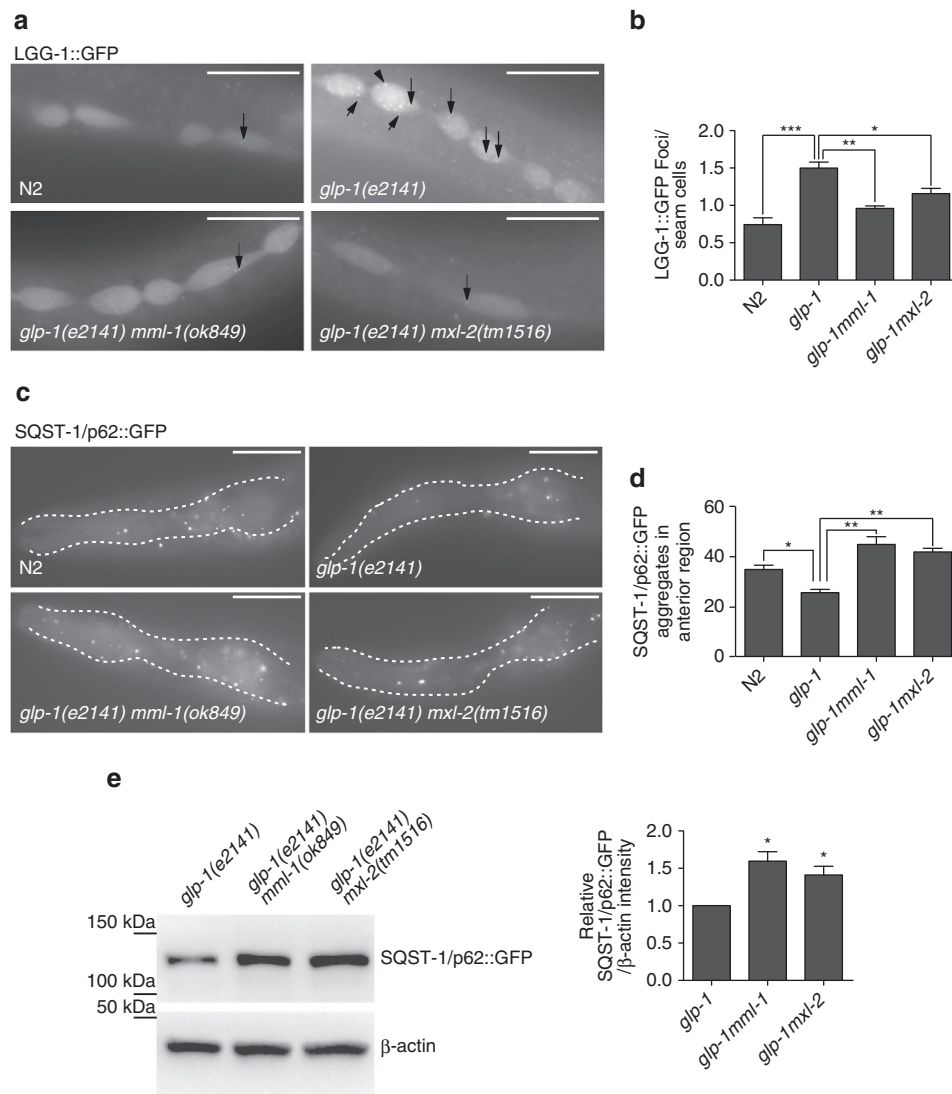 a
LGG-1::GFP
N2
glp-1(e2141)
glp-1(e2141) mml-1(ok849)
glp-1(e2141) mxl-2(tm1516)
b
LGG-1::GFP Foci/
seam cells
2.0
1.5
1.0
0.5
0.0
***
**
*
N2
glp-1
glp-1mml-1
glp-1mxl-2
c
SQST-1/p62::GFP
N2
glp-1(e2141)
glp-1(e2141) mml-1(ok849)
glp-1(e2141) mxl-2(tm1516)
d
SQST-1/p62::GFP
aggregates in
anterior region
60
40
20
0
*
**
**
N2
glp-1
glp-1mml-1
glp-1mxl-2
e
glp-1(e2141)
glp-1(e2141)
mml-1(ok849)
glp-1(e2141)
mxl-2(tm1516)
150 kDa
100 kDa
50 kDa
SQST-1/p62::GFP
β-actin
Relative
SQST-1/p62::GFP
/β-actin intensity
2.0
1.5
1.0
0.5
0.0
*
*
glp-1
glp-1mml-1
glp-1mxl-2